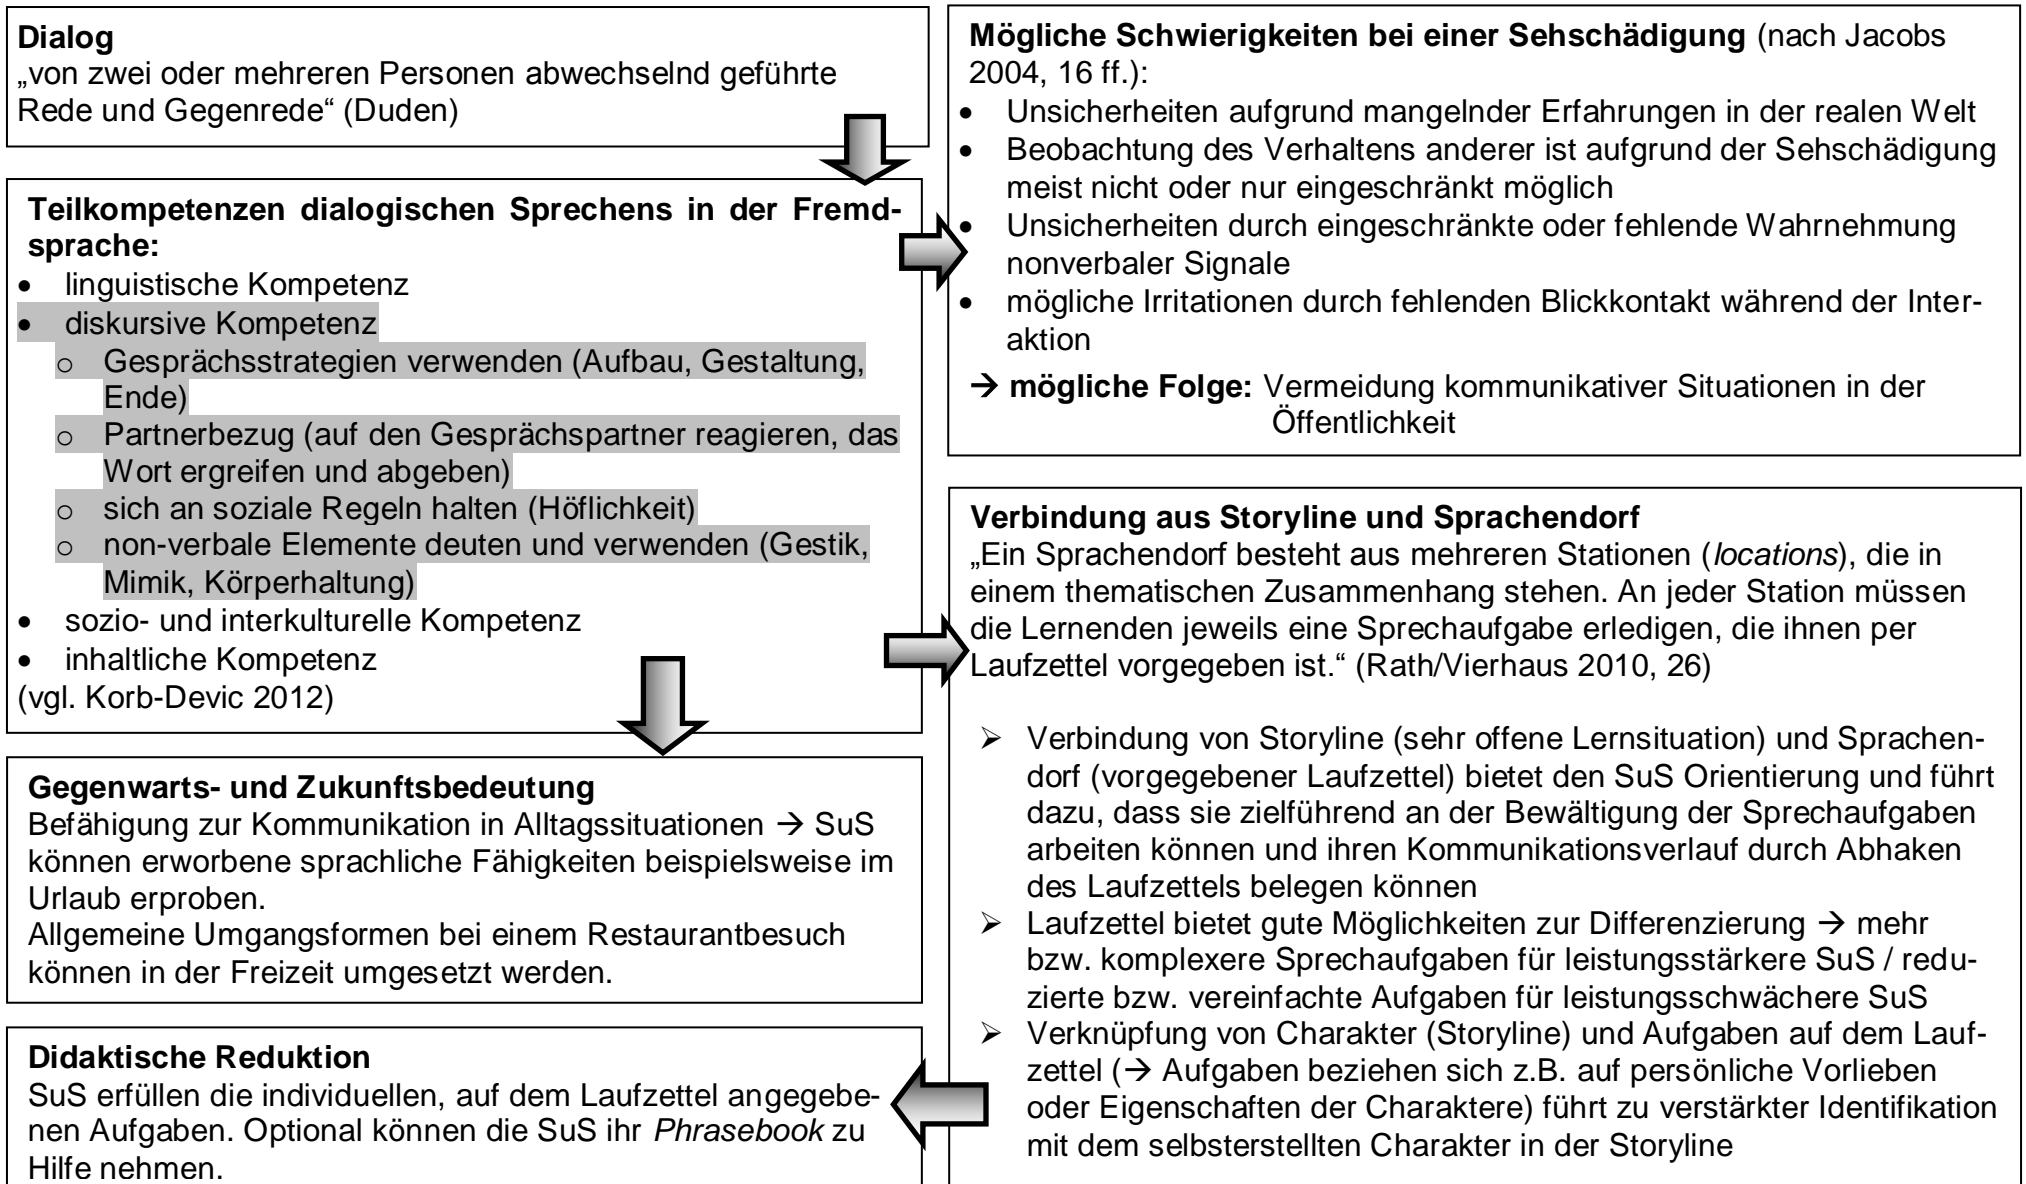 Dialog
„von zwei oder mehreren Personen abwechselnd geführte
Rede und Gegenrede“ (Duden)
Teilkompetenzen dialogischen Sprechens in der Fremd-
sprache:
• linguistische Kompetenz
• diskursive Kompetenz
o Gesprächsstrategien verwenden (Aufbau, Gestaltung,
Ende)
o Partnerbezug (auf den Gesprächspartner reagieren, das
Wort ergreifen und abgeben)
o sich an soziale Regeln halten (Höflichkeit)
o non-verbale Elemente deuten und verwenden (Gestik,
Mimik, Körperhaltung)
• sozio- und interkulturelle Kompetenz
• inhaltliche Kompetenz
(vgl. Korb-Devic 2012)
Gegenwarts- und Zukunftsbedeutung
Befähigung zur Kommunikation in Alltagssituationen → SuS
können erworbene sprachliche Fähigkeiten beispielsweise im
Urlaub erproben.
Allgemeine Umgangsformen bei einem Restaurantbesuch
können in der Freizeit umgesetzt werden.
Didaktische Reduktion
SuS erfüllen die individuellen, auf dem Laufzettel angegebe-
nen Aufgaben. Optional können die SuS ihr Phrasebook zu
Hilfe nehmen.
Mögliche Schwierigkeiten bei einer Sehschädigung (nach Jacobs
2004, 16 ff.):
• Unsicherheiten aufgrund mangelnder Erfahrungen in der realen Welt
• Beobachtung des Verhaltens anderer ist aufgrund der Sehschädigung
meist nicht oder nur eingeschränkt möglich
• Unsicherheiten durch eingeschränkte oder fehlende Wahrnehmung
nonverbaler Signale
• mögliche Irritationen durch fehlenden Blickkontakt während der Inter-
aktion
→ mögliche Folge: Vermeidung kommunikativer Situationen in der
Öffentlichkeit
Verbindung aus Storyline und Sprachendorf
„Ein Sprachendorf besteht aus mehreren Stationen (locations), die in
einem thematischen Zusammenhang stehen. An jeder Station müssen
die Lernenden jeweils eine Sprechaufgabe erledigen, die ihnen per
Laufzettel vorgegeben ist.“ (Rath/Vierhaus 2010, 26)
➢ Verbindung von Storyline (sehr offene Lernsituation) und Sprachen-
dorf (vorgegebener Laufzettel) bietet den SuS Orientierung und führt
dazu, dass sie zielführend an der Bewältigung der Sprechaufgaben
arbeiten können und ihren Kommunikationsverlauf durch Abhaken
des Laufzettels belegen können
➢ Laufzettel bietet gute Möglichkeiten zur Differenzierung → mehr
bzw. komplexere Sprechaufgaben für leistungsstärkere SuS / redu-
zierte bzw. vereinfachte Aufgaben für leistungsschwächere SuS
➢ Verknüpfung von Charakter (Storyline) und Aufgaben auf dem Lauf-
zettel (→ Aufgaben beziehen sich z.B. auf persönliche Vorlieben
oder Eigenschaften der Charaktere) führt zu verstärkter Identifikation
mit dem selbsterstellten Charakter in der Storyline